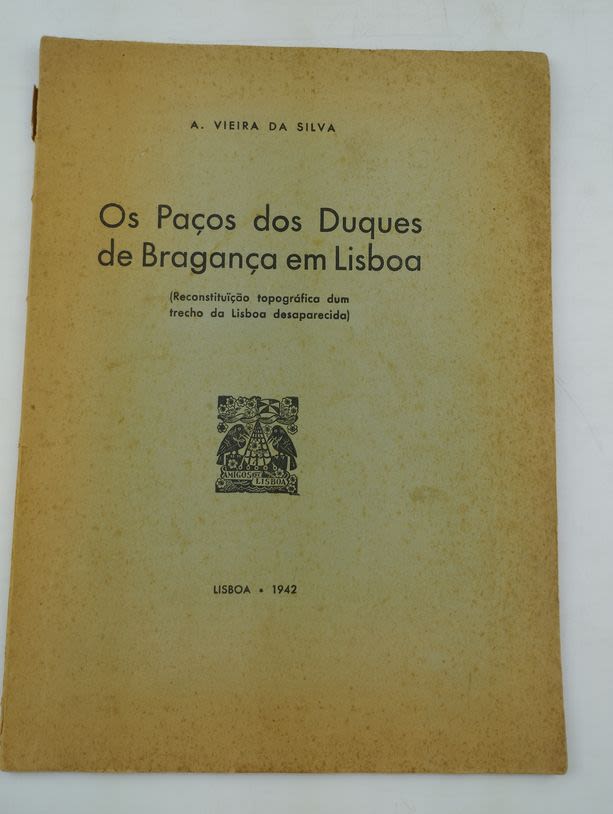 A. VIEIRA DA SILVA
Os Paços dos Duques
de Bragança em Lisboa
(Reconstituïção topográfica dum
trecho da Lisboa desaparecida)
AMIGOS DE
LISBOA
LISBOA • 1942